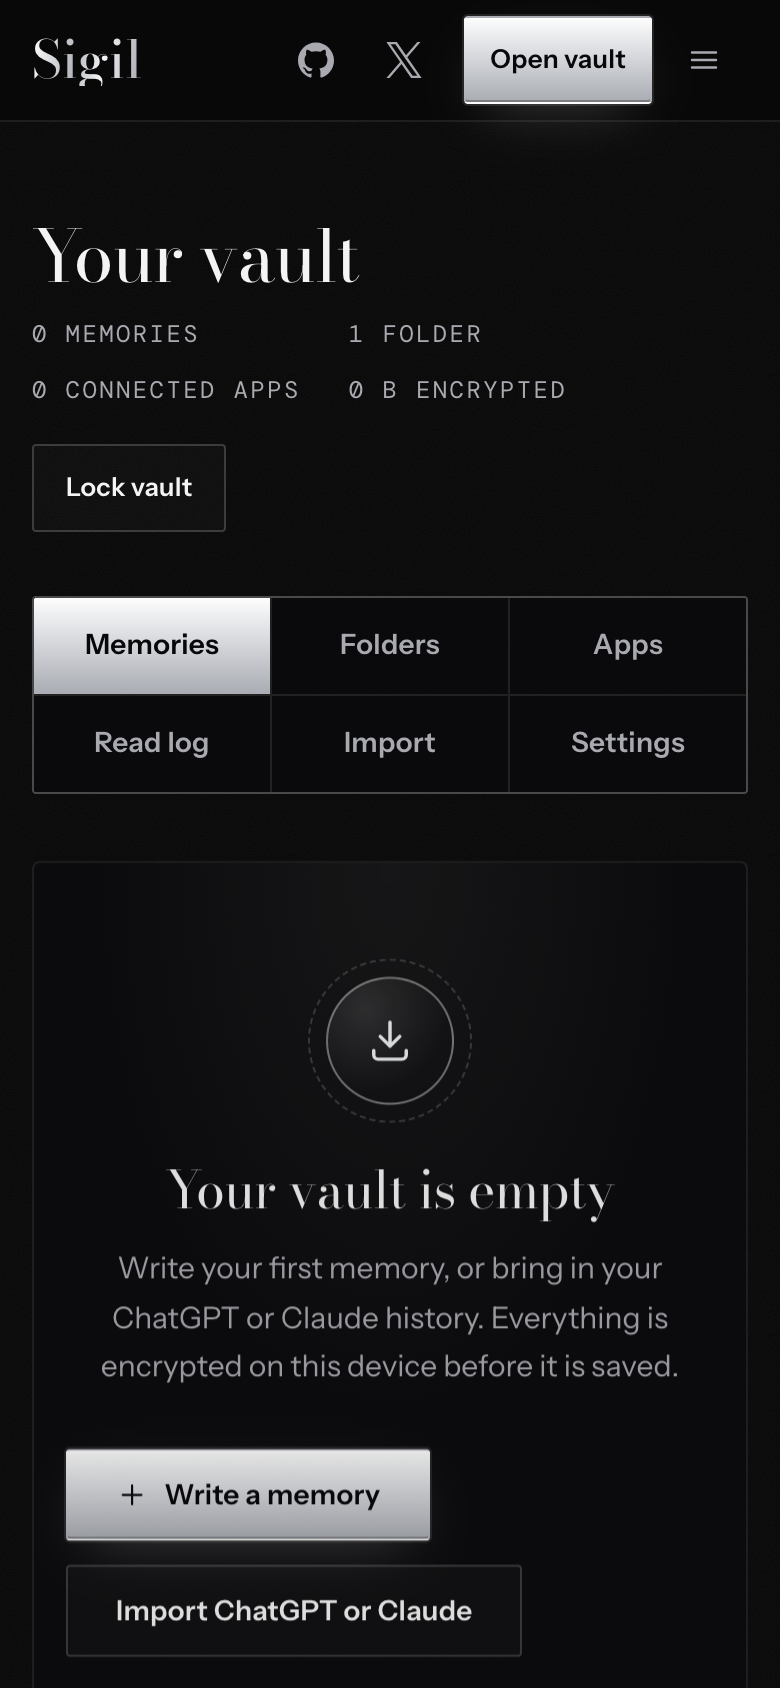 Sigil
Open vault
Your vault
0 MEMORIES
1 FOLDER
0 CONNECTED APPS
0 B ENCRYPTED
Lock vault
Memories
Folders
Apps
Read log
Import
Settings
Your vault is empty
Write your first memory, or bring in your
ChatGPT or Claude history. Everything is
encrypted on this device before it is saved.
Write a memory
Import ChatGPT or Claude